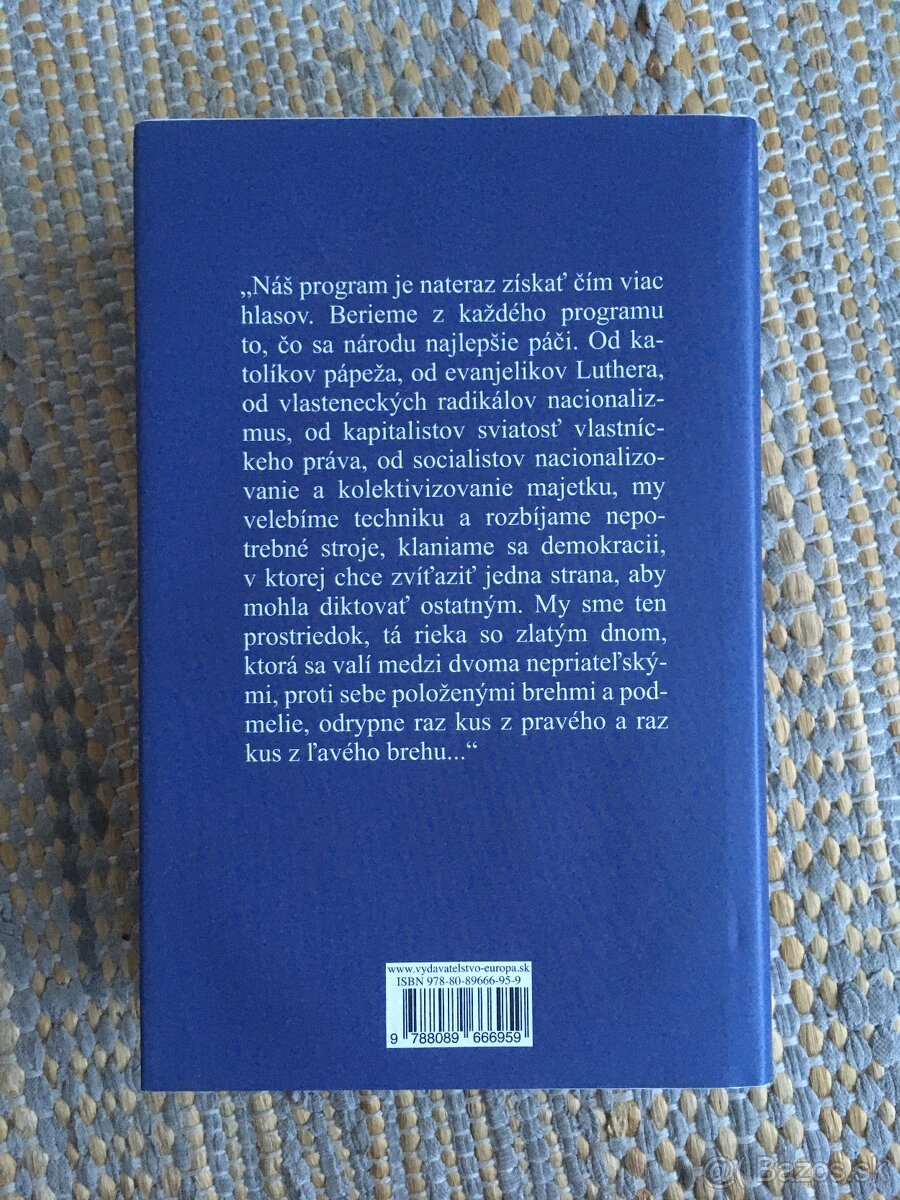 „Náš program je nateraz získať čím viac
hlasov. Berieme z každého programu
to, čo sa národu najlepšie páči. Od ka-
tolíkov pápeža, od evanjelikov Luthera,
od vlasteneckých radikálov nacionaliz-
mus, od kapitalistov sviatosť vlastníc-
keho práva, od socialistov nacionalizo-
vanie a kolektivizovanie majetku, my
velebíme techniku a rozbíjame nepo-
trebné stroje, klaniame sa demokracii,
v ktorej chce zvíťaziť jedna strana, aby
mohla diktovať ostatným. My sme ten
prostriedok, tá rieka so zlatým dnom,
ktorá sa valí medzi dvoma nepriateľský-
mi, proti sebe položenými brehmi a pod-
melie, odrypne raz kus z pravého a raz
kus z ľavého brehu...“
www.vydavatelstvo-europa.sk
ISBN 978-80-89666-95-9
9 788089 666959
@ Bazos.sk